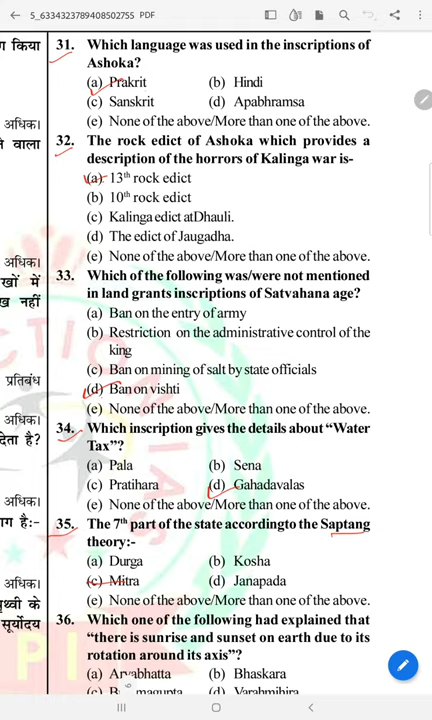 5_6334323789408502755 PDF
ा किया
अधिक।
ने वाला
अधिक।
खों में
ख नहीं
प्रतिबंध
अधिक।
देता है?
अधिक।
ाग है:-
अधिक।
पृथ्वी के
सूर्योदय
31. Which language was used in the inscriptions of
Ashoka?
(a) Prakrit (b) Hindi
(c) Sanskrit (d) Apabhramsa
(e) None of the above/More than one of the above.
32. The rock edict of Ashoka which provides a
description of the horrors of Kalinga war is-
(a) 13th rock edict
(b) 10th rock edict
(c) Kalinga edict atDhauli.
(d) The edict of Jaugadha.
(e) None of the above/More than one of the above.
33. Which of the following was/were not mentioned
in land grants inscriptions of Satvahana age?
(a) Ban on the entry of army
(b) Restriction on the administrative control of the
king
(c) Ban on mining of salt by state officials
(d) Ban on vishti
(e) None of the above/More than one of the above.
34. Which inscription gives the details about “Water
Tax”?
(a) Pala (b) Sena
(c) Pratihara (d) Gahadavalas
(e) None of the above/More than one of the above.
35. The 7th part of the state accordingto the Saptang
theory:-
(a) Durga (b) Kosha
(c) Mitra (d) Janapada
(e) None of the above/More than one of the above.
36. Which one of the following had explained that
“there is sunrise and sunset on earth due to its
rotation around its axis”?
(a) Aryabhatta (b) Bhaskara
(d) Varahmihira